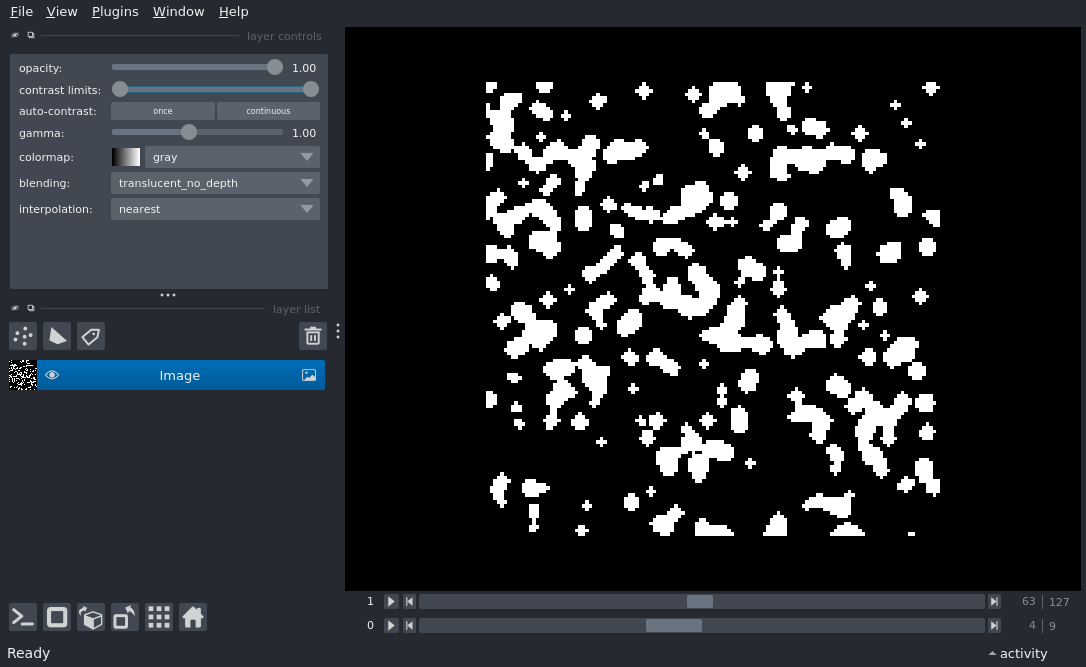 File View Plugins Window Help
layer controls
opacity: 1.00
contrast limits:
auto-contrast: once continuous
gamma: 1.00
colormap: gray
blending: translucent_no_depth
interpolation: nearest
layer list
Image
1 63 127
0 4 9
Ready activity